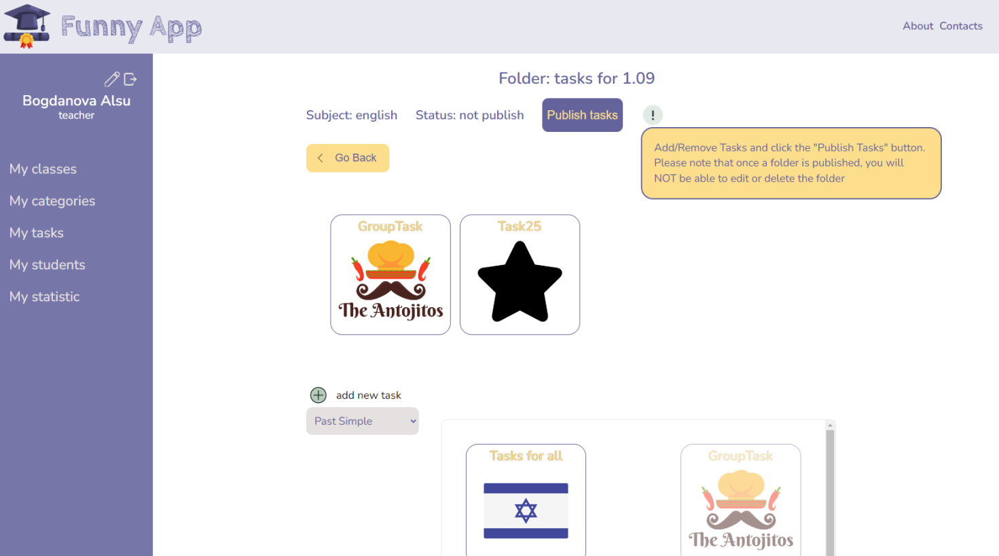 Funny App
About Contacts
Bogdanova Alsu
teacher
My classes
My categories
My tasks
My students
My statistic
Folder: tasks for 1.09
Subject: english Status: not publish Publish tasks !
Add/Remove Tasks and click the "Publish Tasks" button.
Please note that once a folder is published, you will
NOT be able to edit or delete the folder
Go Back
GroupTask
The Antojitos
Task25
add new task
Past Simple
Tasks for all
GroupTask
The Antojitos